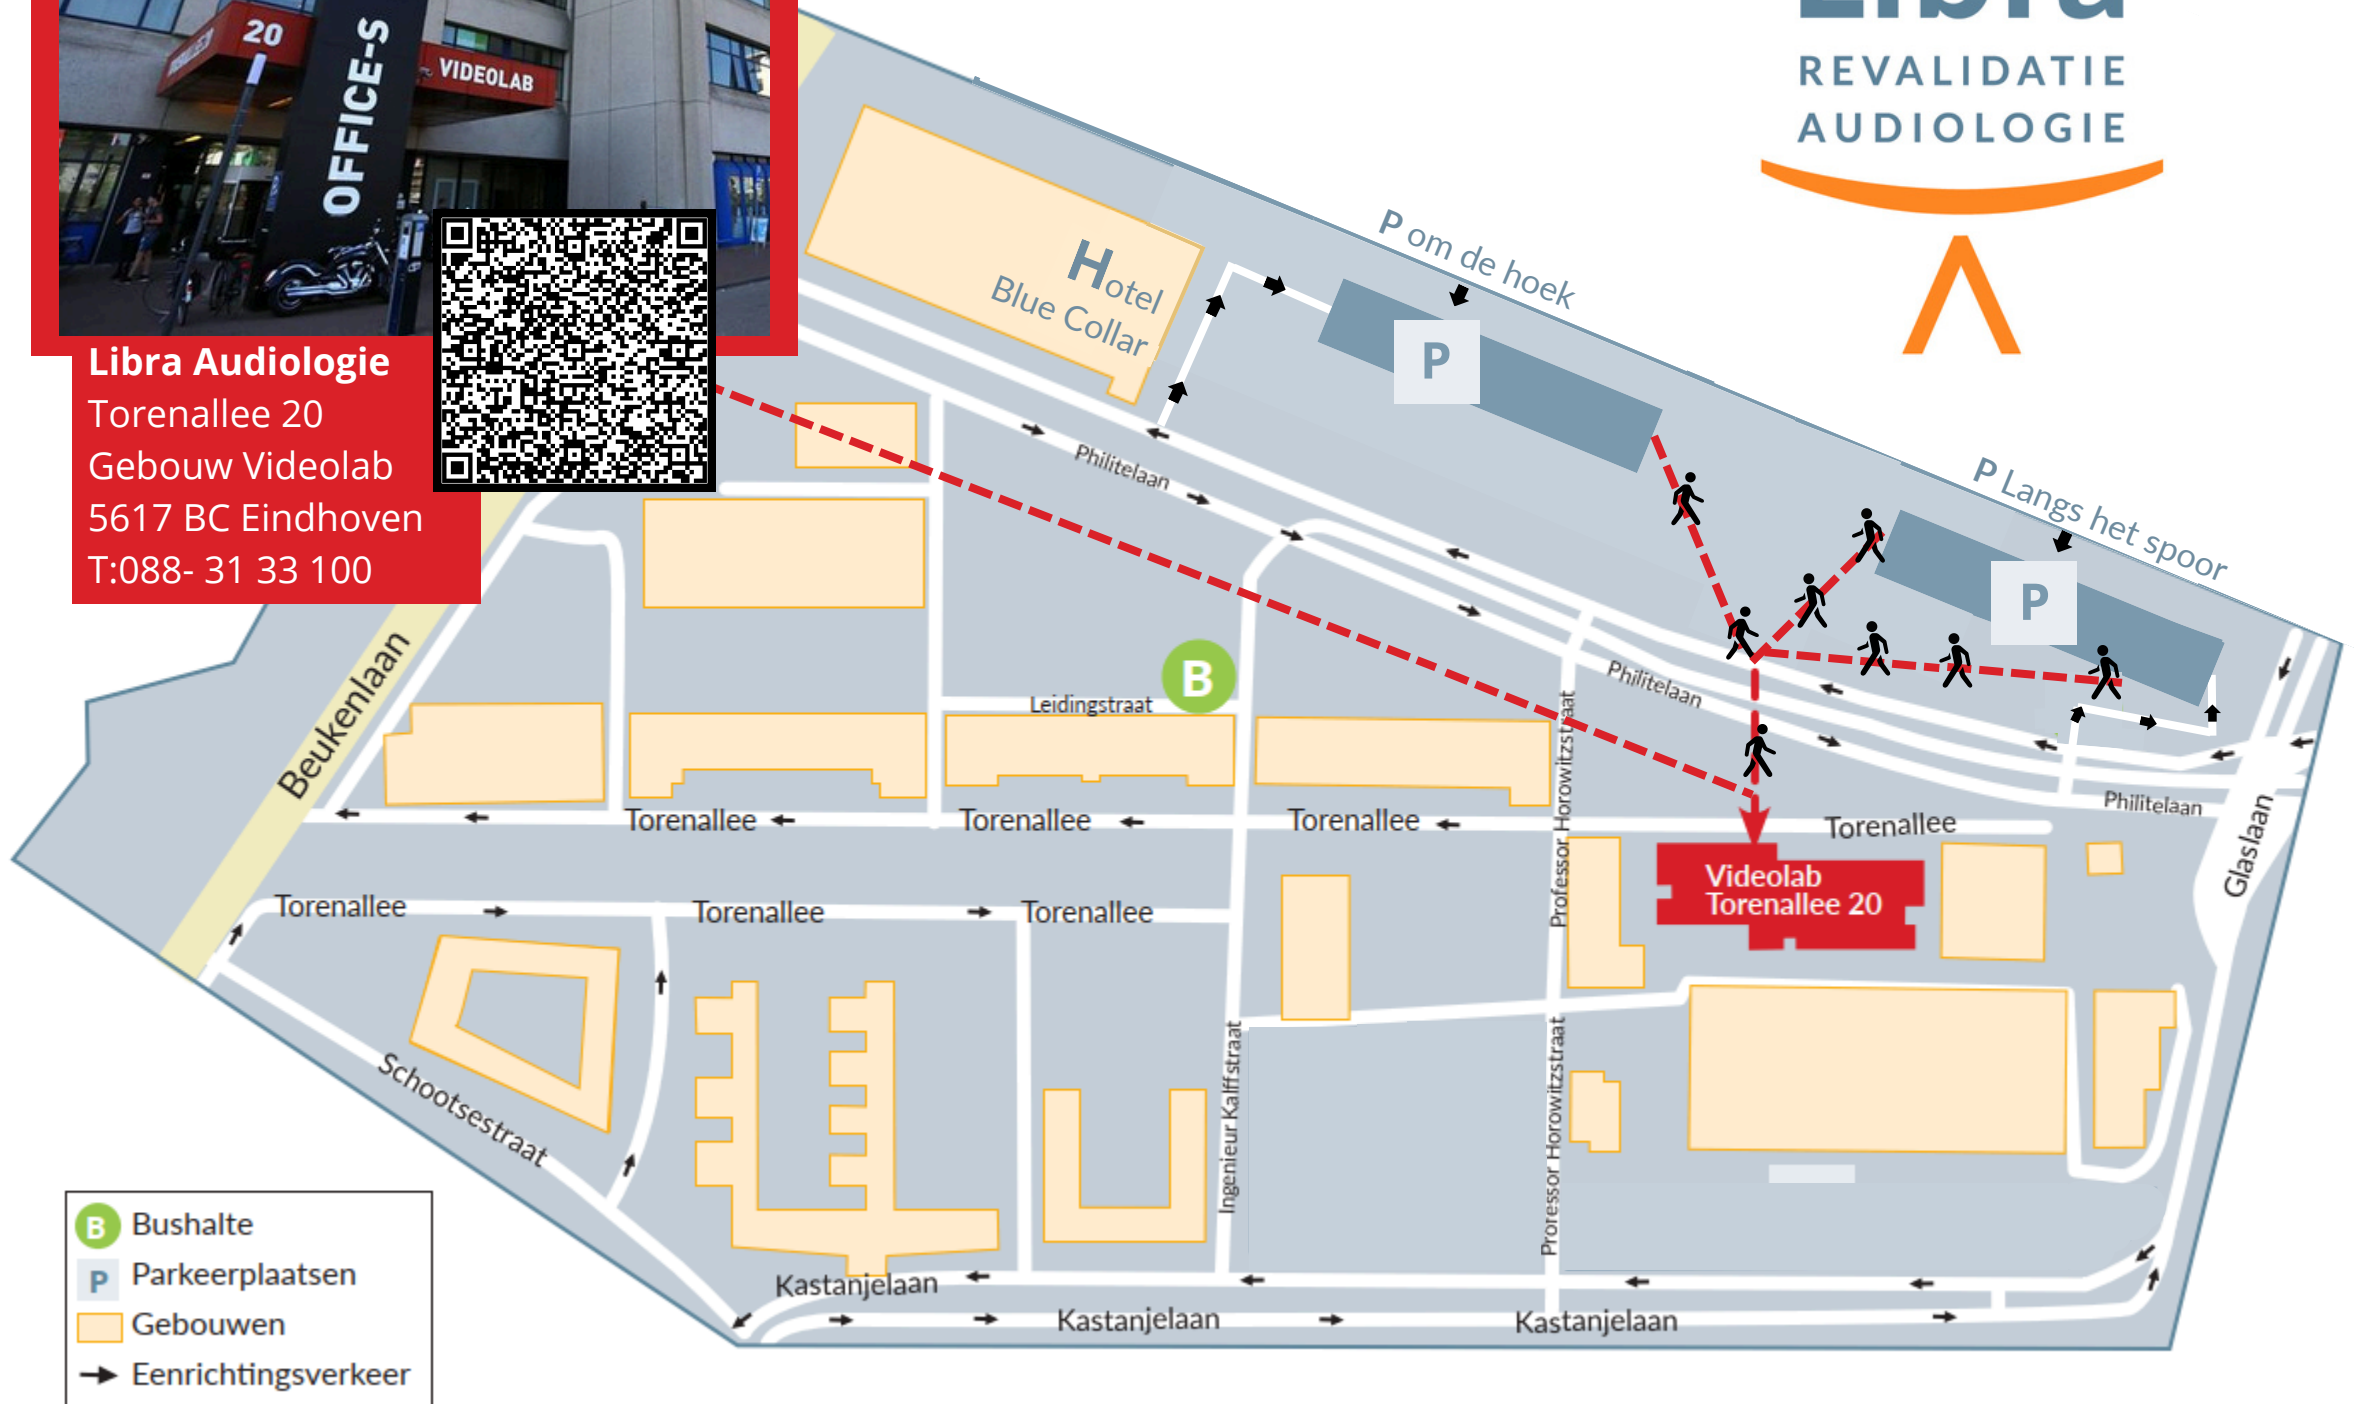 20
OFFICE-S
VIDEOLAB
Libra Audiologie
Torenallee 20
Gebouw Videolab
5617 BC Eindhoven
T:088- 31 33 100
Libra
REVALIDATIE
AUDIOLOGIE
P om de hoek
P
Hotel
Blue Collar
P Langs het spoor
P
Philitelaan
Philitelaan
Philitelaan
Beukenlaan
B
Leidingstraat
Professor Horowitzstraat
Glaslaan
Torenallee
Torenallee
Torenallee
Torenallee
Videolab
Torenallee 20
Torenallee
Torenallee
Torenallee
Schootsestraat
Ingenieur Kalffstraat
Proressor Horowitzstraat
Kastanjelaan
Kastanjelaan
Kastanjelaan
B Bushalte
P Parkeerplaatsen
Gebouwen
Eenrichtingsverkeer